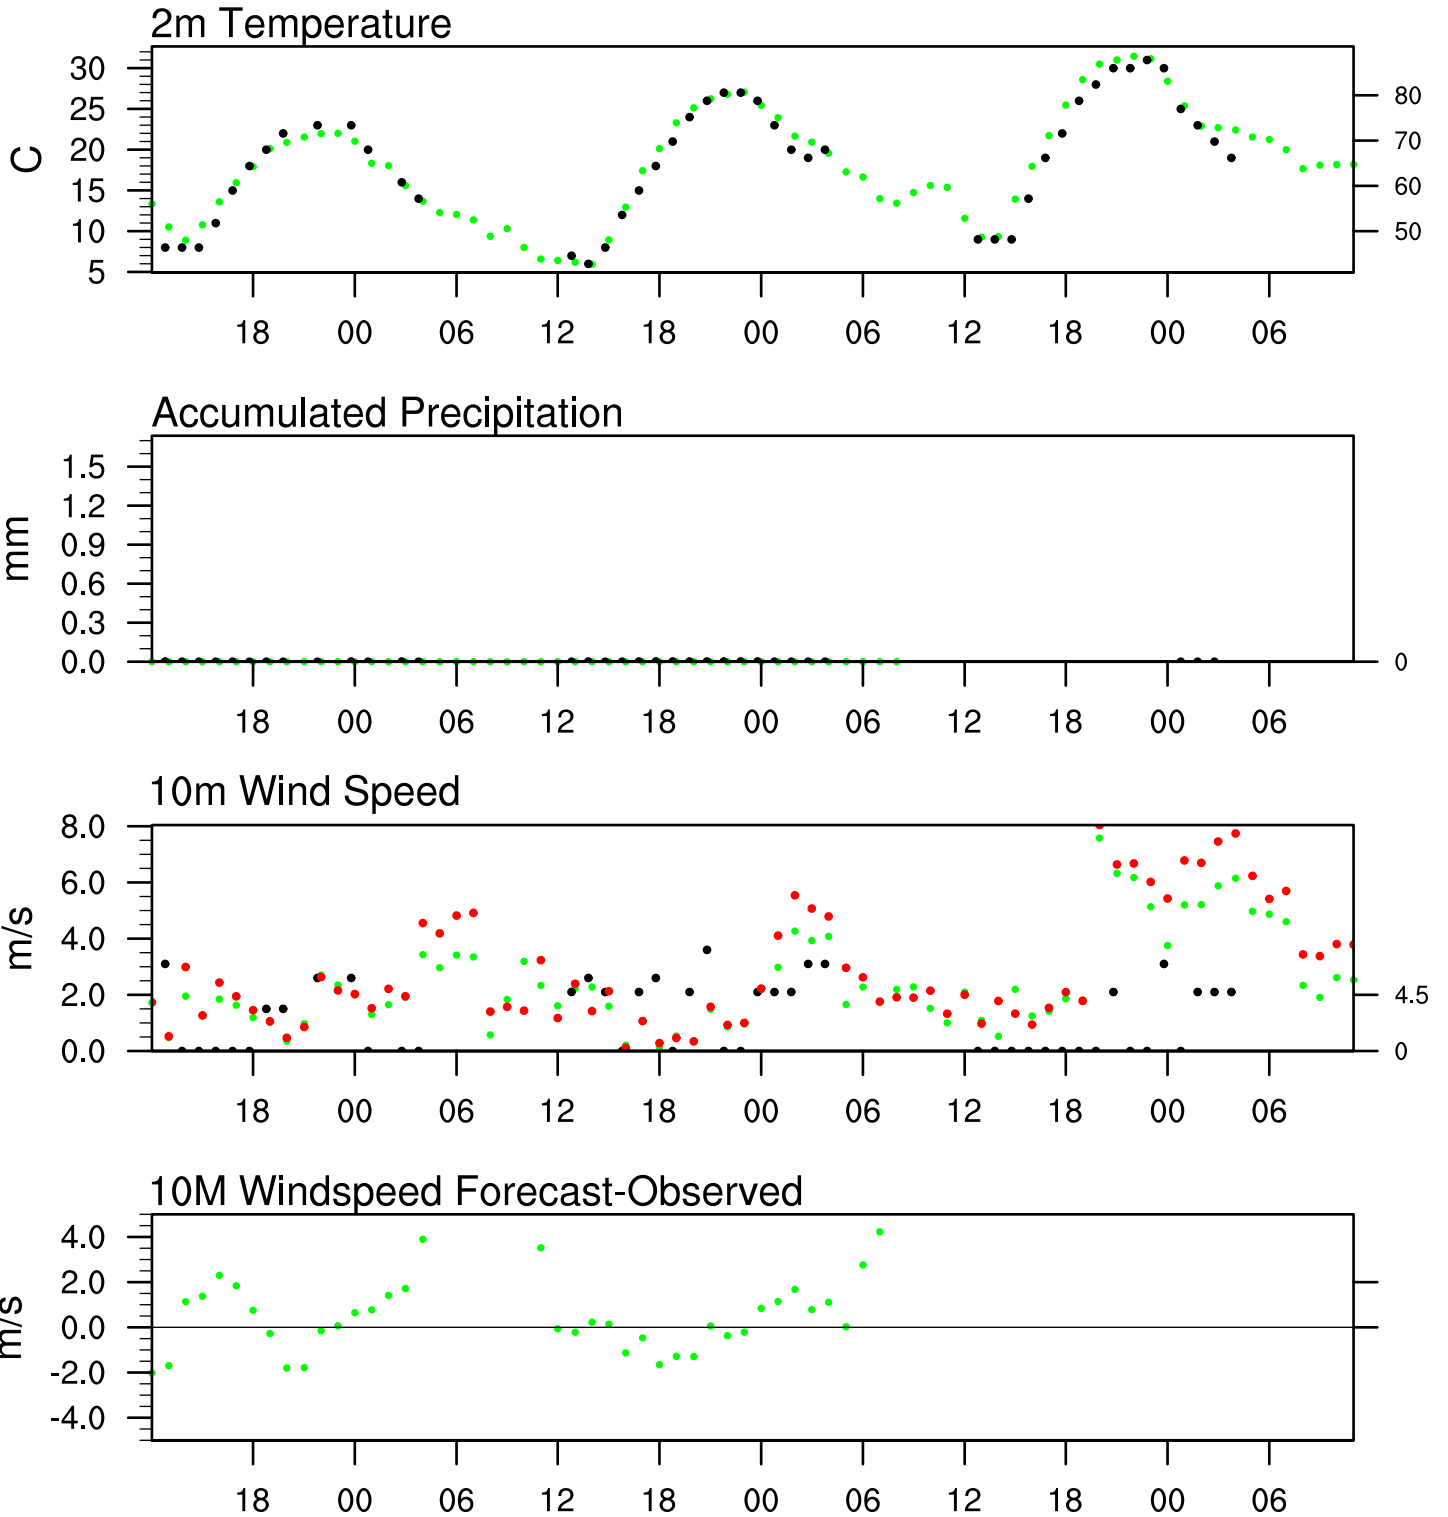 2m Temperature
30
25
20
15
10
5
C
80
70
60
50
18 00 06 12 18 00 06 12 18 00 06
Accumulated Precipitation
1.5
1.2
0.9
0.6
0.3
0.0
mm
0
18 00 06 12 18 00 06 12 18 00 06
10m Wind Speed
8.0
6.0
4.0
2.0
0.0
m/s
4.5
0
18 00 06 12 18 00 06 12 18 00 06
10M Windspeed Forecast-Observed
4.0
2.0
0.0
-2.0
-4.0
m/s
18 00 06 12 18 00 06 12 18 00 06